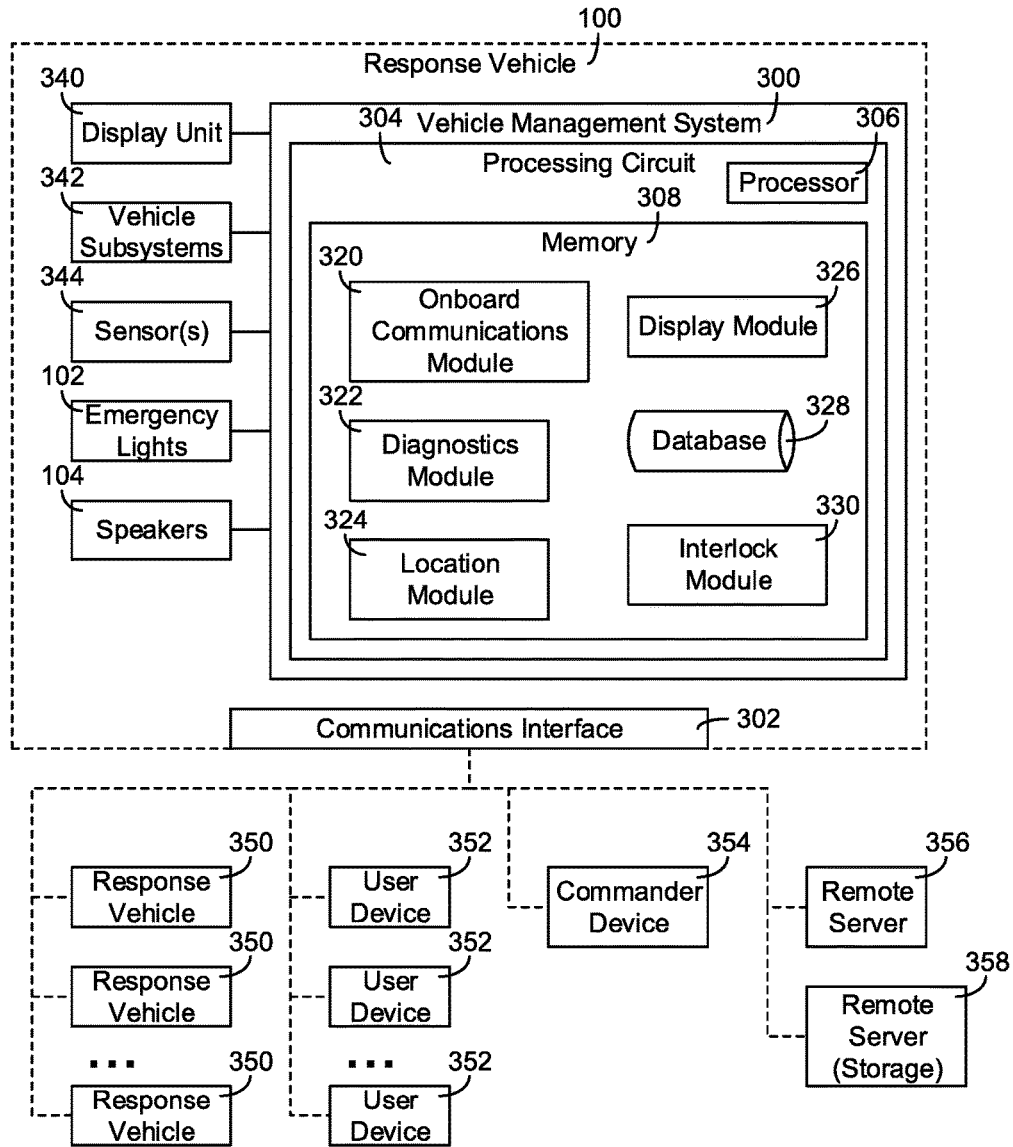 100
Response Vehicle
340
Display Unit
300
Vehicle Management System
304
306
Processing Circuit
Processor
342
Vehicle
Subsystems
308
Memory
344
Sensor(s)
320
Onboard
Communications
Module
326
Display Module
102
Emergency
Lights
322
Diagnostics
Module
Database
328
104
Speakers
324
Location
Module
330
Interlock
Module
Communications Interface
302
350
Response
Vehicle
352
User
Device
354
Commander
Device
356
Remote
Server
350
Response
Vehicle
352
User
Device
358
Remote
Server
(Storage)
...
350
Response
Vehicle
...
352
User
Device